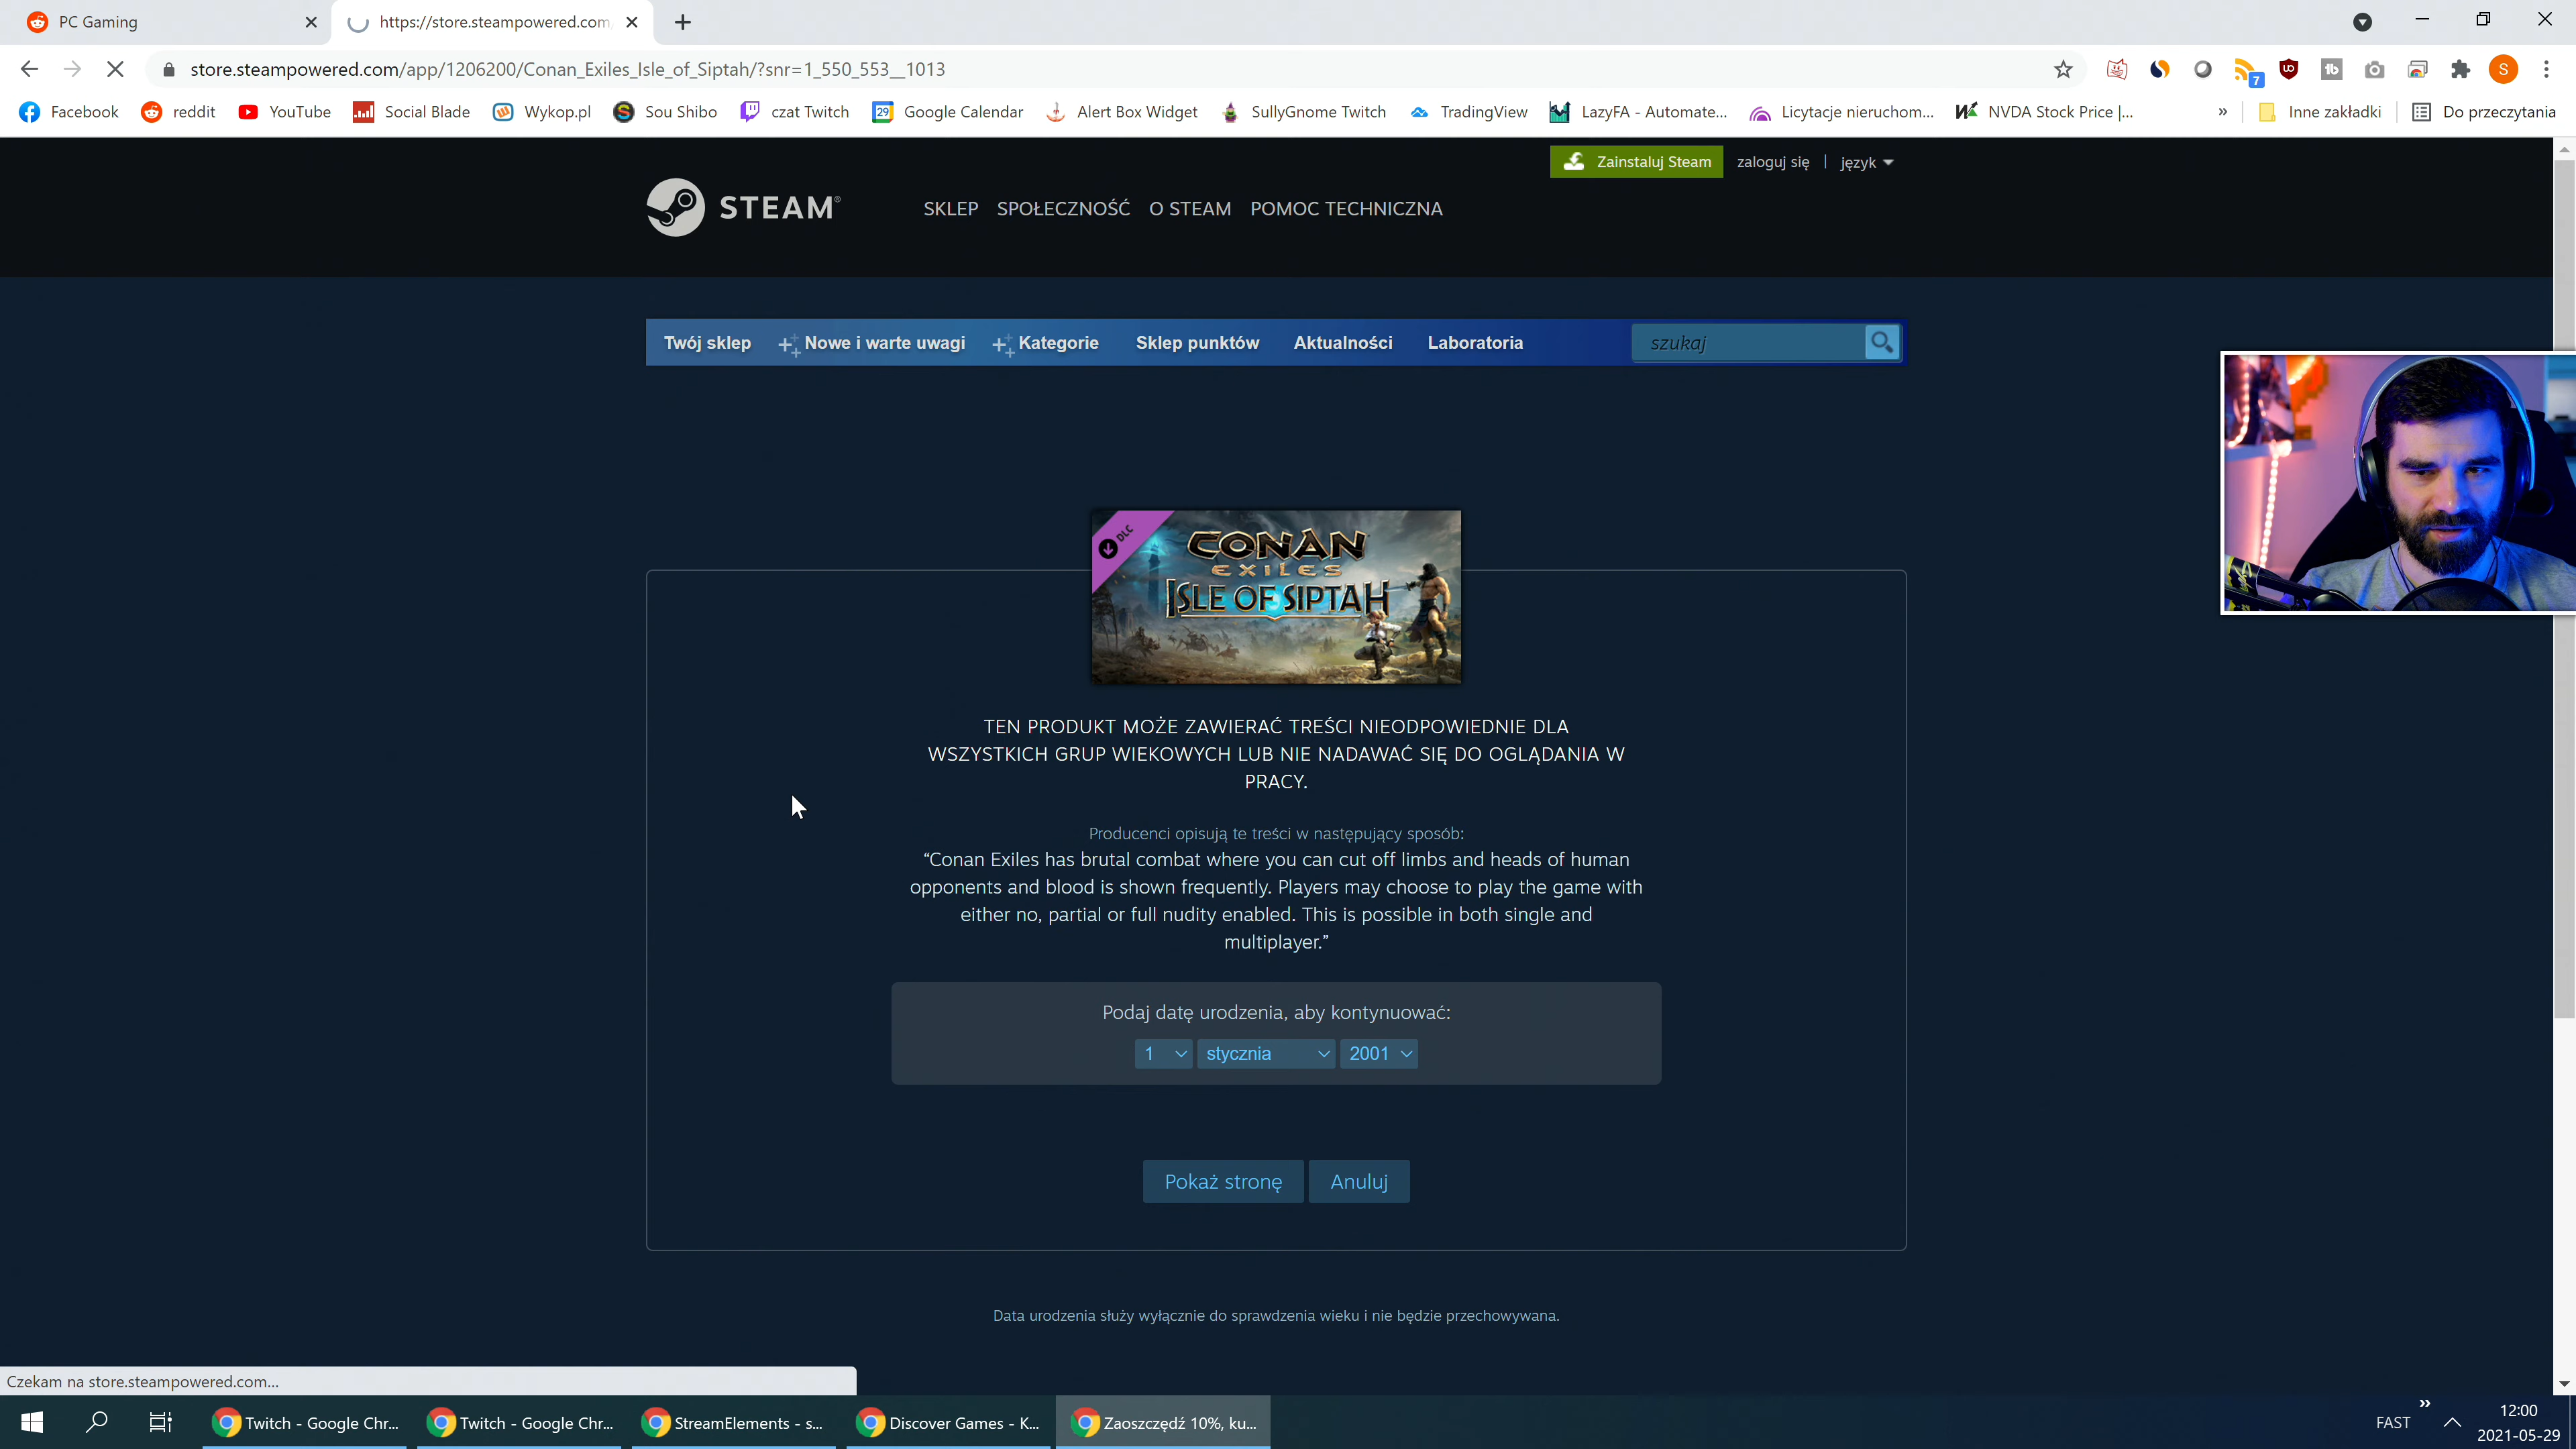 PC Gaming
https://store.steampowered.com
store.steampowered.com/app/1206200/Conan_Exiles_Isle_of_Siptah/?snr=1_550_553__1013
7
S
Facebook reddit YouTube Social Blade Wykop.pl Sou Shibo czat Twitch 29 Google Calendar Alert Box Widget SullyGnome Twitch TradingView LazyFA - Automate... Licytacje nieruchom... NVDA Stock Price |... » Inne zakładki Do przeczytania
Zainstaluj Steam zaloguj się | język
STEAM® SKLEP SPOŁECZNOŚĆ O STEAM POMOC TECHNICZNA
Twój sklep Nowe i warte uwagi Kategorie Sklep punktów Aktualności Laboratoria szukaj
DLC
CONAN
EXILES
ISLE OF SIPTAH
TEN PRODUKT MOŻE ZAWIERAĆ TREŚCI NIEODPOWIEDNIE DLA
WSZYSTKICH GRUP WIEKOWYCH LUB NIE NADAWAĆ SIĘ DO OGLĄDANIA W
PRACY.
Producenci opisują te treści w następujący sposób:
“Conan Exiles has brutal combat where you can cut off limbs and heads of human
opponents and blood is shown frequently. Players may choose to play the game with
either no, partial or full nudity enabled. This is possible in both single and
multiplayer.”
Podaj datę urodzenia, aby kontynuować:
1 stycznia 2001
Pokaż stronę Anuluj
Data urodzenia służy wyłącznie do sprawdzenia wieku i nie będzie przechowywana.
Czekam na store.steampowered.com...
Twitch - Google Chr... Twitch - Google Chr... StreamElements - s... Discover Games - K... Zaoszczędź 10%, ku... FAST » 12:00
2021-05-29